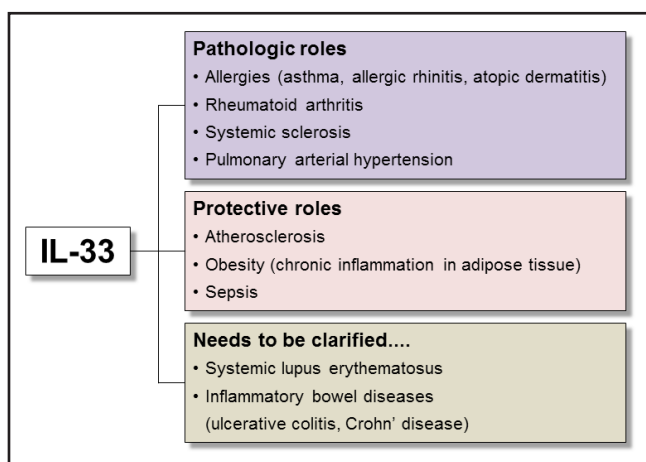 IL-33
Pathologic roles
• Allergies (asthma, allergic rhinitis, atopic dermatitis)
• Rheumatoid arthritis
• Systemic sclerosis
• Pulmonary arterial hypertension
Protective roles
• Atherosclerosis
• Obesity (chronic inflammation in adipose tissue)
• Sepsis
Needs to be clarified....
• Systemic lupus erythematosus
• Inflammatory bowel diseases
(ulcerative colitis, Crohn’ disease)